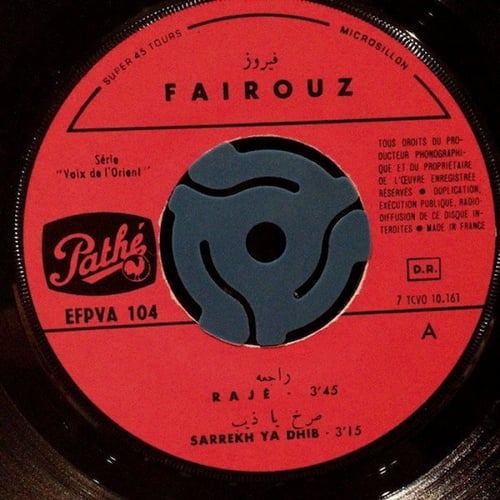 SUPER 45 TOURS
MICROSILLON
فيروز
FAIROUZ
Série
"Voix de l'Orient"
TOUS DROITS DU PRO-
DUCTEUR PHONOGRAPHI-
QUE ET DU PROPRIÉTAIRE
DE L'ŒUVRE ENREGISTRÉE
RÉSERVÉS ● DUPLICATION,
EXÉCUTION PUBLIQUE, RADIO-
DIFFUSION DE CE DISQUE IN-
TERDITES ● MADE IN FRANCE
Pathé
D.R.
EFPVA 104
7 TCVO 10.161
A
راجعه
RAJÉ - 3'45
صرخ يا ذيب
SARREKH YA DHIB - 3'15